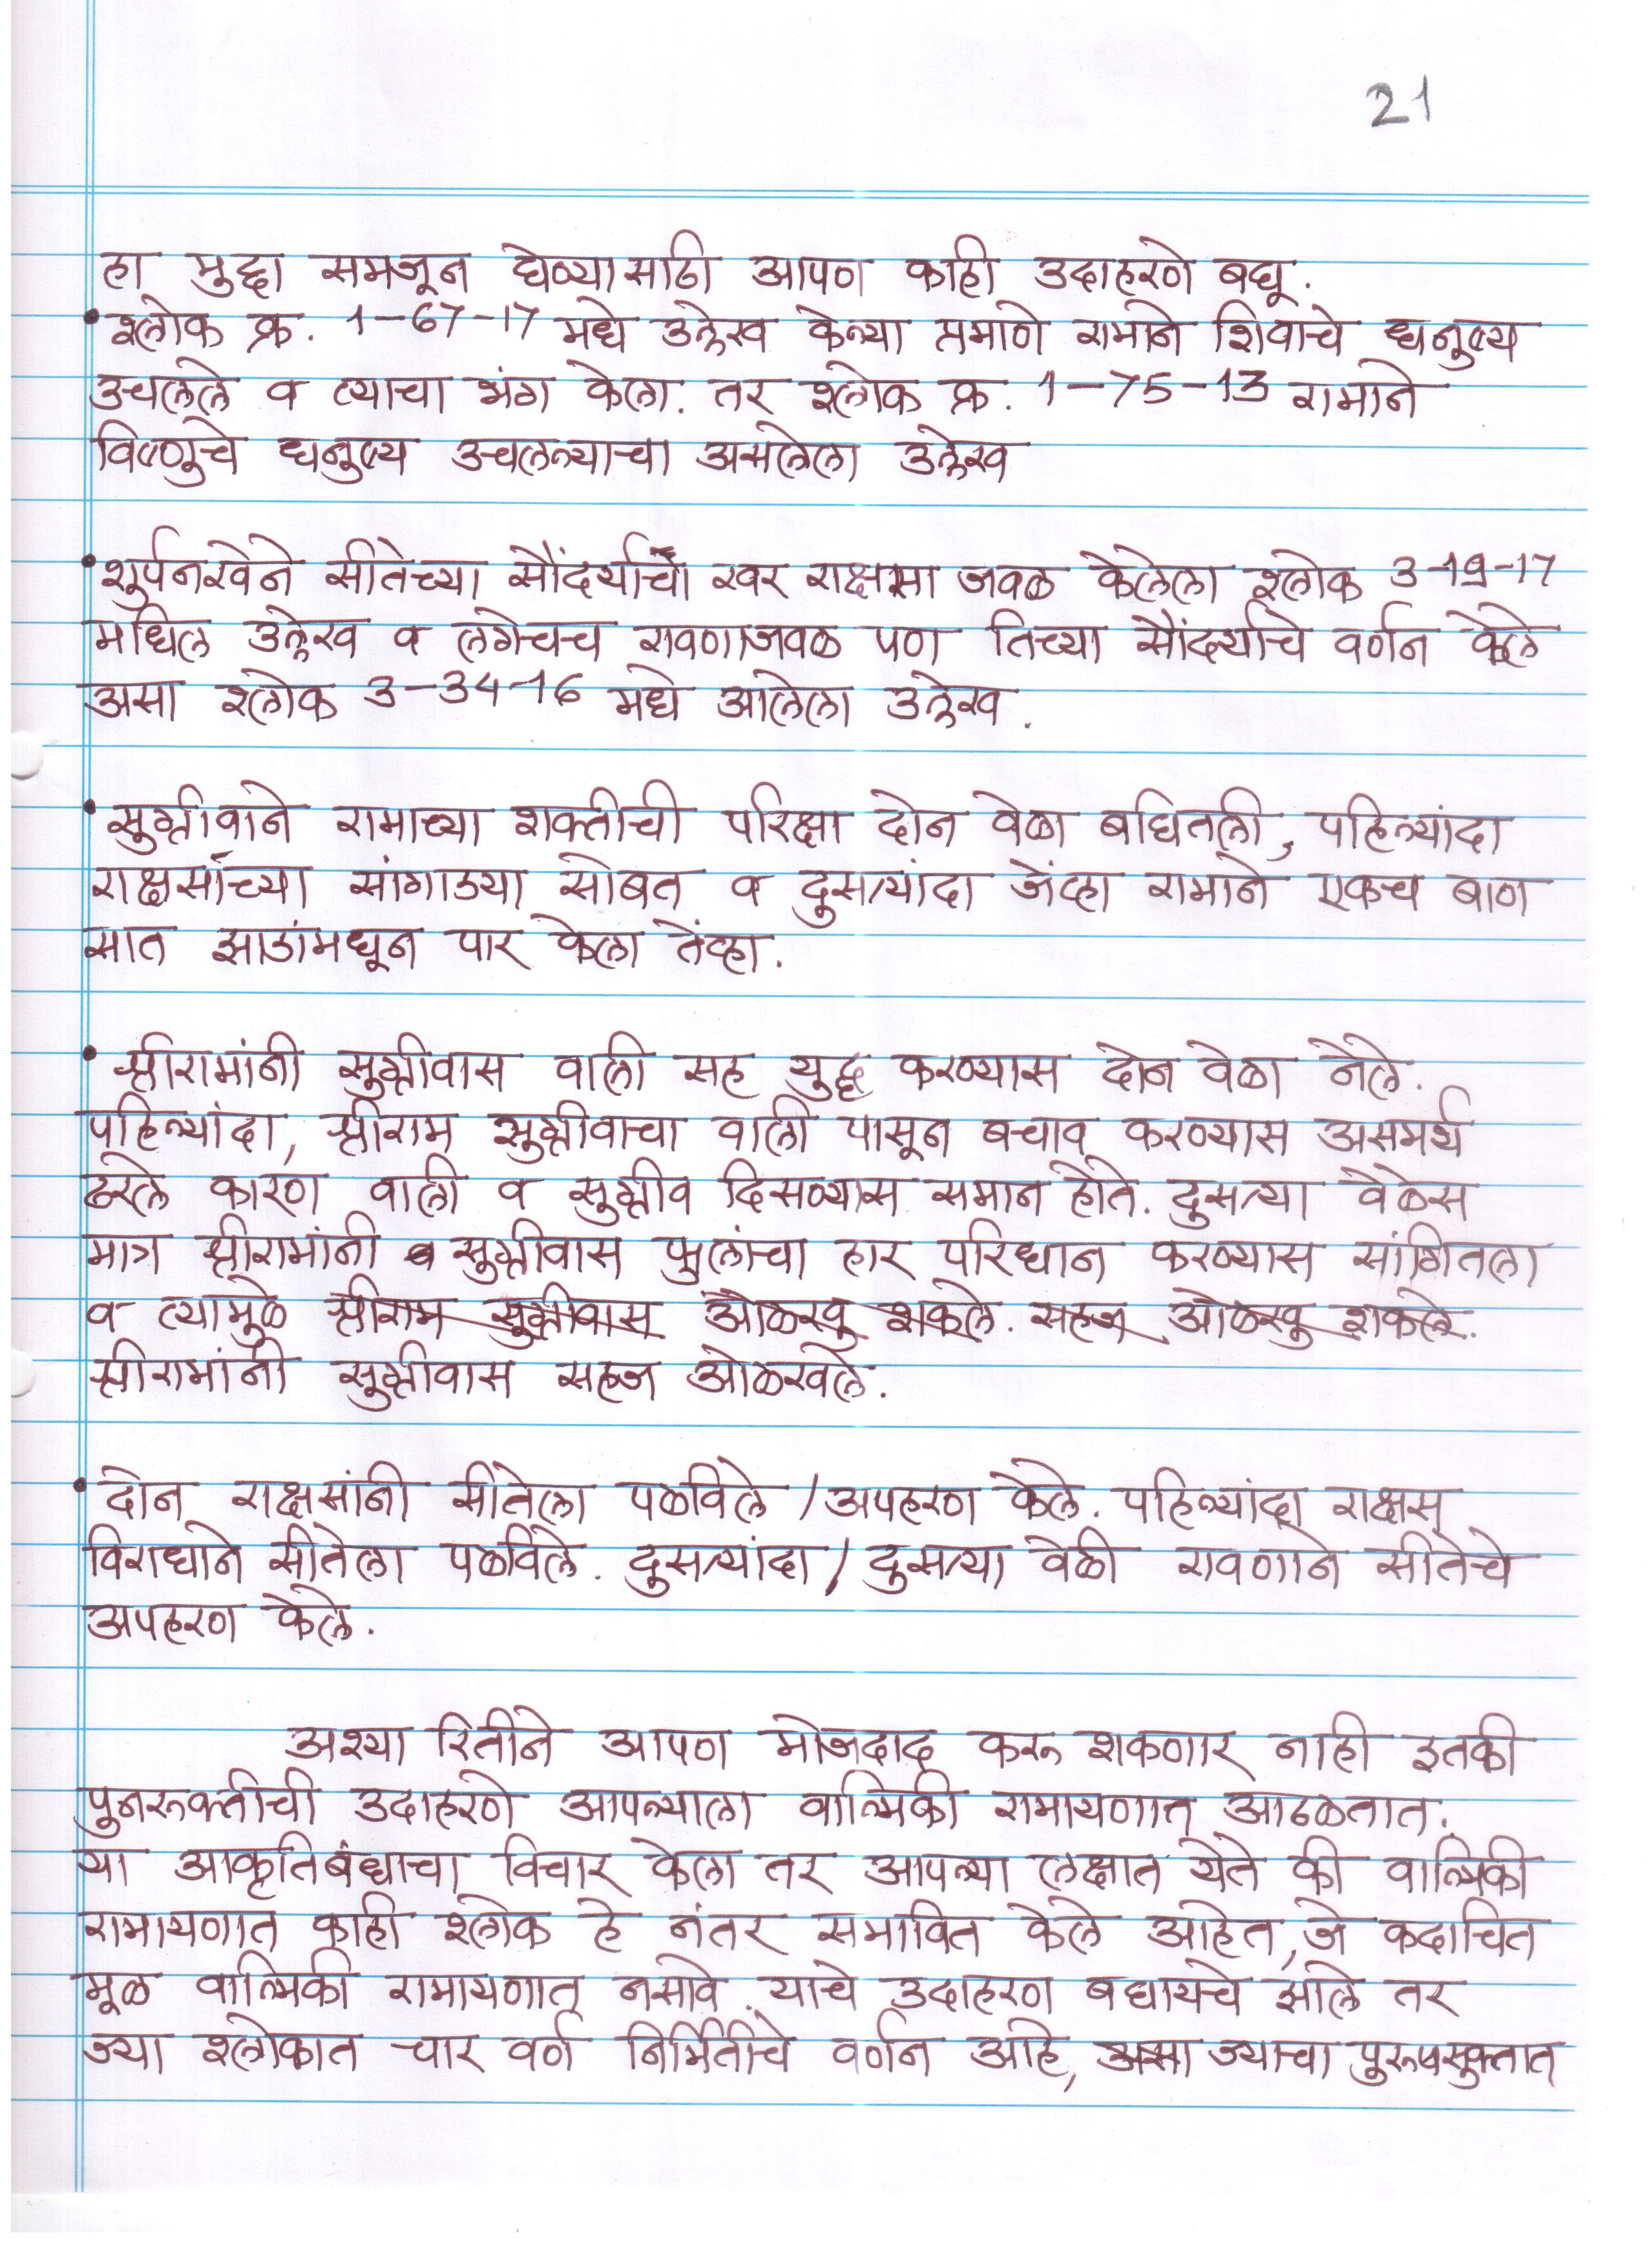 21
हा मुद्दा समजून घेण्यासाठी आपण काही उदाहरणे बघू.
• श्लोक क्र. 1-67-17 मधे उल्लेख केल्या प्रमाणे रामाने शिवाचे धनुष्य
उचलले व त्याचा भंग केला. तर श्लोक क्र. 1-75-13 रामाने
विष्णुचे धनुष्य उचलल्याचा असलेला उल्लेख
• शुर्पनखेने सीतेच्या सौंदर्याचा खर राक्षसा जवळ केलेला श्लोक 3-19-17
मधिल उल्लेख व लगेचच रावणाजवळ पण तिच्या सौंदर्याचे वर्णन केले
असा श्लोक 3-34-16 मधे आलेला उल्लेख.
• सुग्रीवाने रामाच्या शक्तीची परिक्षा दोन वेळा बघितली, पहिल्यांदा
राक्षसांच्या सांगाड्या सोबत व दुसऱ्यांदा जेंव्हा रामाने एकच बाण
सात झाडांमधून पार केला तेंव्हा.
• श्रीरामांनी सुग्रीवास वाली सह युद्ध करण्यास दोन वेळा नेले.
पहिल्यांदा, श्रीराम सुग्रीवाचा वाली पासून बचाव करण्यास असमर्थ
ठरले कारण वाली व सुग्रीव दिसण्यास समान होते. दुसऱ्या वेळेस
मात्र श्रीरामांनी सुग्रीवास फुलांचा हार परिधान करण्यास सांगितला
व त्यामुळे श्रीराम सुग्रीवास ओळखु शकले. सहज ओळखु शकले.
श्रीरामांनी सुग्रीवास सहज ओळखले.
• दोन राक्षसांनी सीतेला पळविले / अपहरण केले. पहिल्यांदा राक्षस
विराधाने सीतेला पळविले. दुसऱ्यांदा / दुसऱ्या वेळी रावणाने सीतेचे
अपहरण केले.
अश्या रितीने आपण मोजदाद करू शकणार नाही इतकी
पुनरूक्तीची उदाहरणे आपल्याला वाल्मिकी रामायणात आढळतात.
या आकृतिबंधाचा विचार केला तर आपल्या लक्षात येते की वाल्मिकी
रामायणात काही श्लोक हे नंतर समावित केले आहेत, जे कदाचित
मूळ वाल्मिकी रामायणात नसावे. याचे उदाहरण बघायचे झाले तर
ज्या श्लोकात चार वर्ण निर्मितीचे वर्णन आहे, असा ज्याचा पुरूषसुक्तात